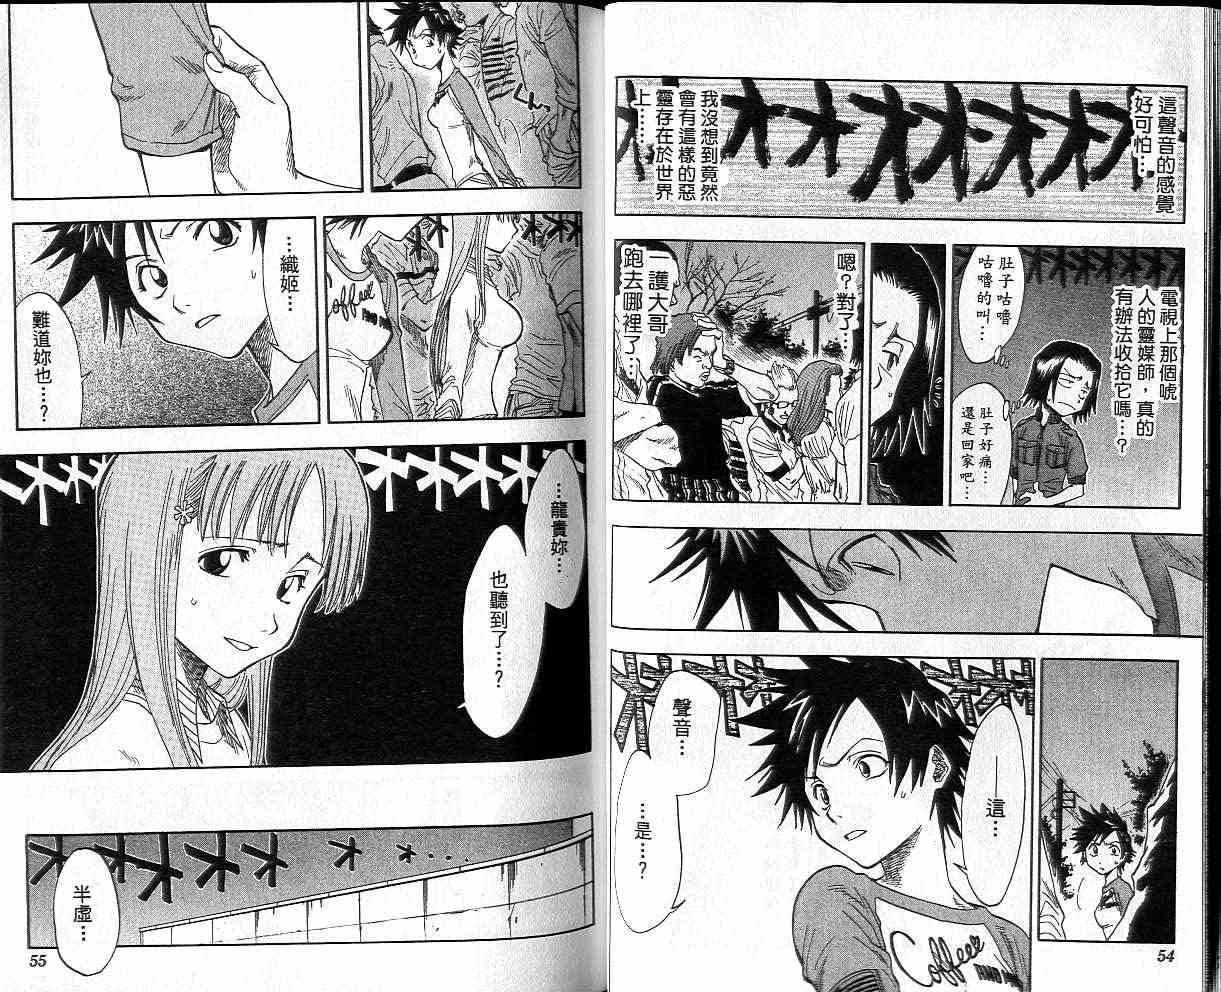 這聲音的感覺
好可怕…
我沒想到竟然
會有這樣的惡
靈存在於世界
上……
電視上那個唬
人的靈媒師，真的
有辦法收拾它嗎…？
肚子咕嚕
咕嚕的叫…
肚子好痛…
還是回家吧…
嗯？對了…
一護大哥
跑去哪裡了…
—這…
聲音…
…是…？
Coffee
54
…織姬…
難道妳也…？
Coffee
…龍貴妳…
也聽到了…？
半虛…
55